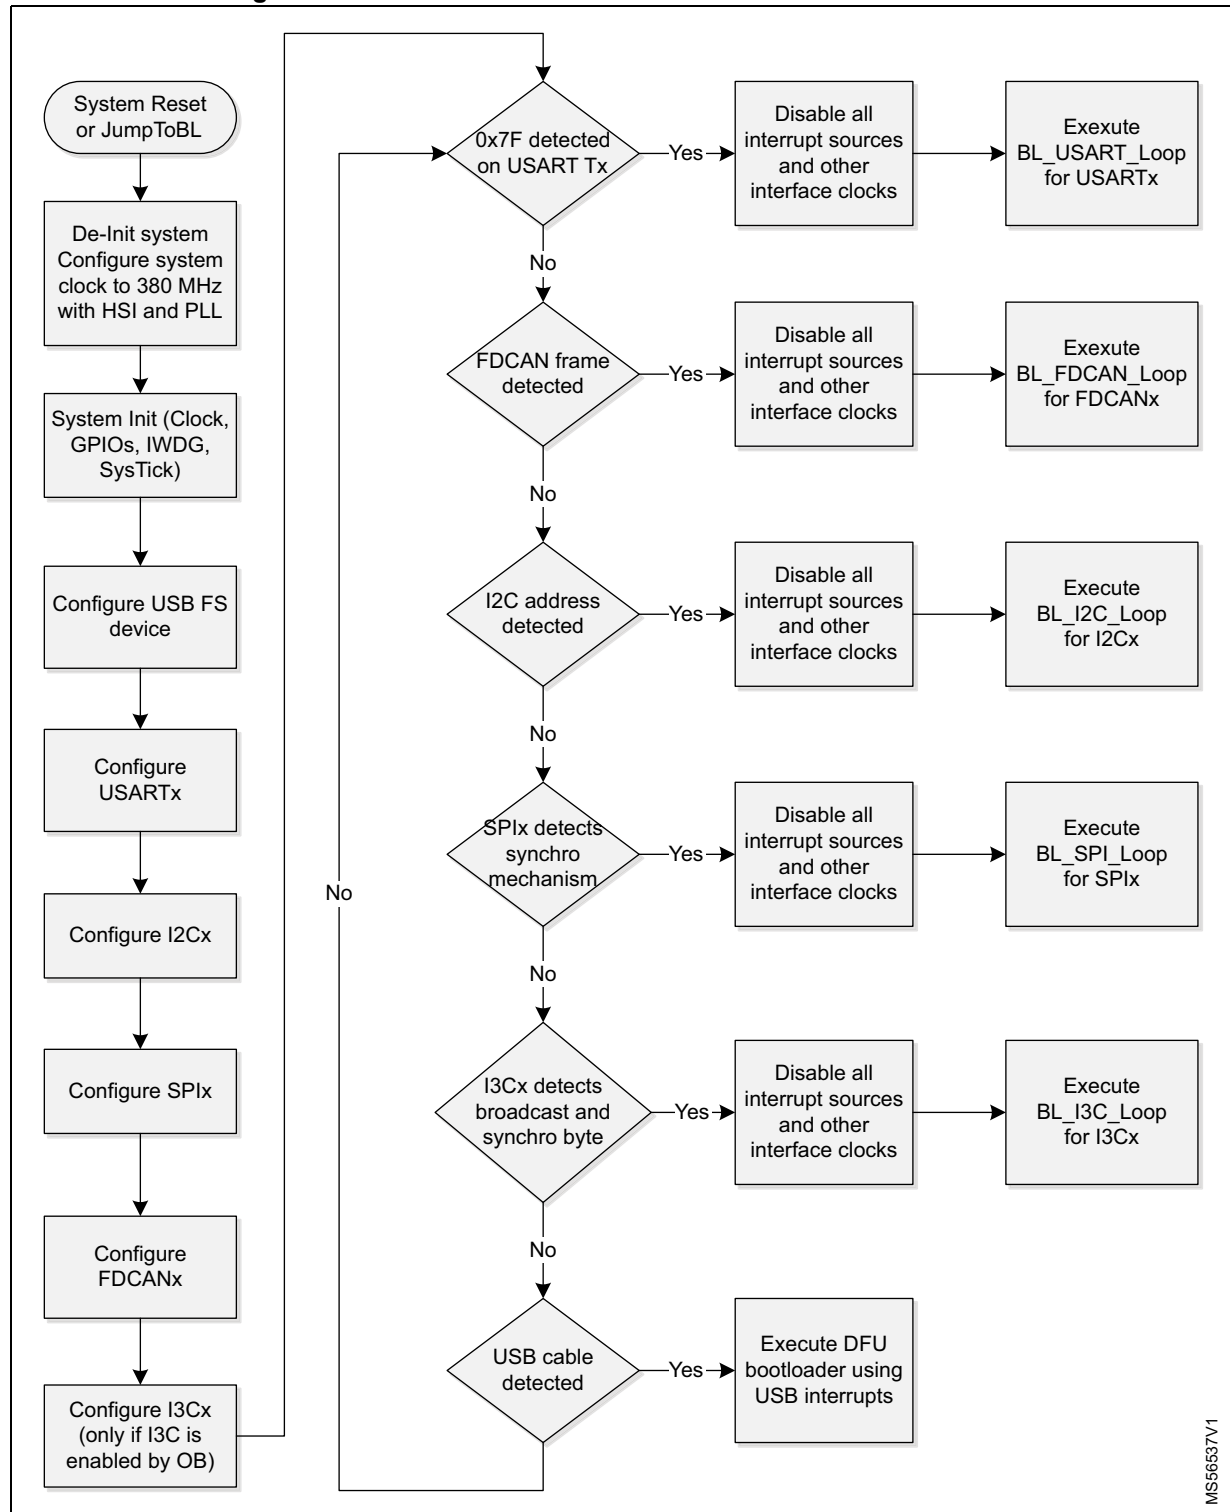 System Reset
or JumpToBL
De-Init system
Configure system
clock to 380 MHz
with HSI and PLL
System Init (Clock,
GPIOs, IWDG,
SysTick)
Configure USB FS
device
Configure
USARTx
Configure I2Cx
Configure SPIx
Configure
FDCANx
Configure I3Cx
(only if I3C is
enabled by OB)
No
0x7F detected
on USART Tx
Yes
Disable all
interrupt sources
and other
interface clocks
Exexute
BL_USART_Loop
for USARTx
No
FDCAN frame
detected
Yes
Disable all
interrupt sources
and other
interface clocks
Exexute
BL_FDCAN_Loop
for FDCANx
No
I2C address
detected
Yes
Disable all
interrupt sources
and other
interface clocks
Execute
BL_I2C_Loop
for I2Cx
No
SPIx detects
synchro
mechanism
Yes
Disable all
interrupt sources
and other
interface clocks
Execute
BL_SPI_Loop
for SPIx
No
I3Cx detects
broadcast and
synchro byte
Yes
Disable all
interrupt sources
and other
interface clocks
Execute
BL_I3C_Loop
for I3Cx
No
USB cable
detected
Yes
Execute DFU
bootloader using
USB interrupts
MS56537V1